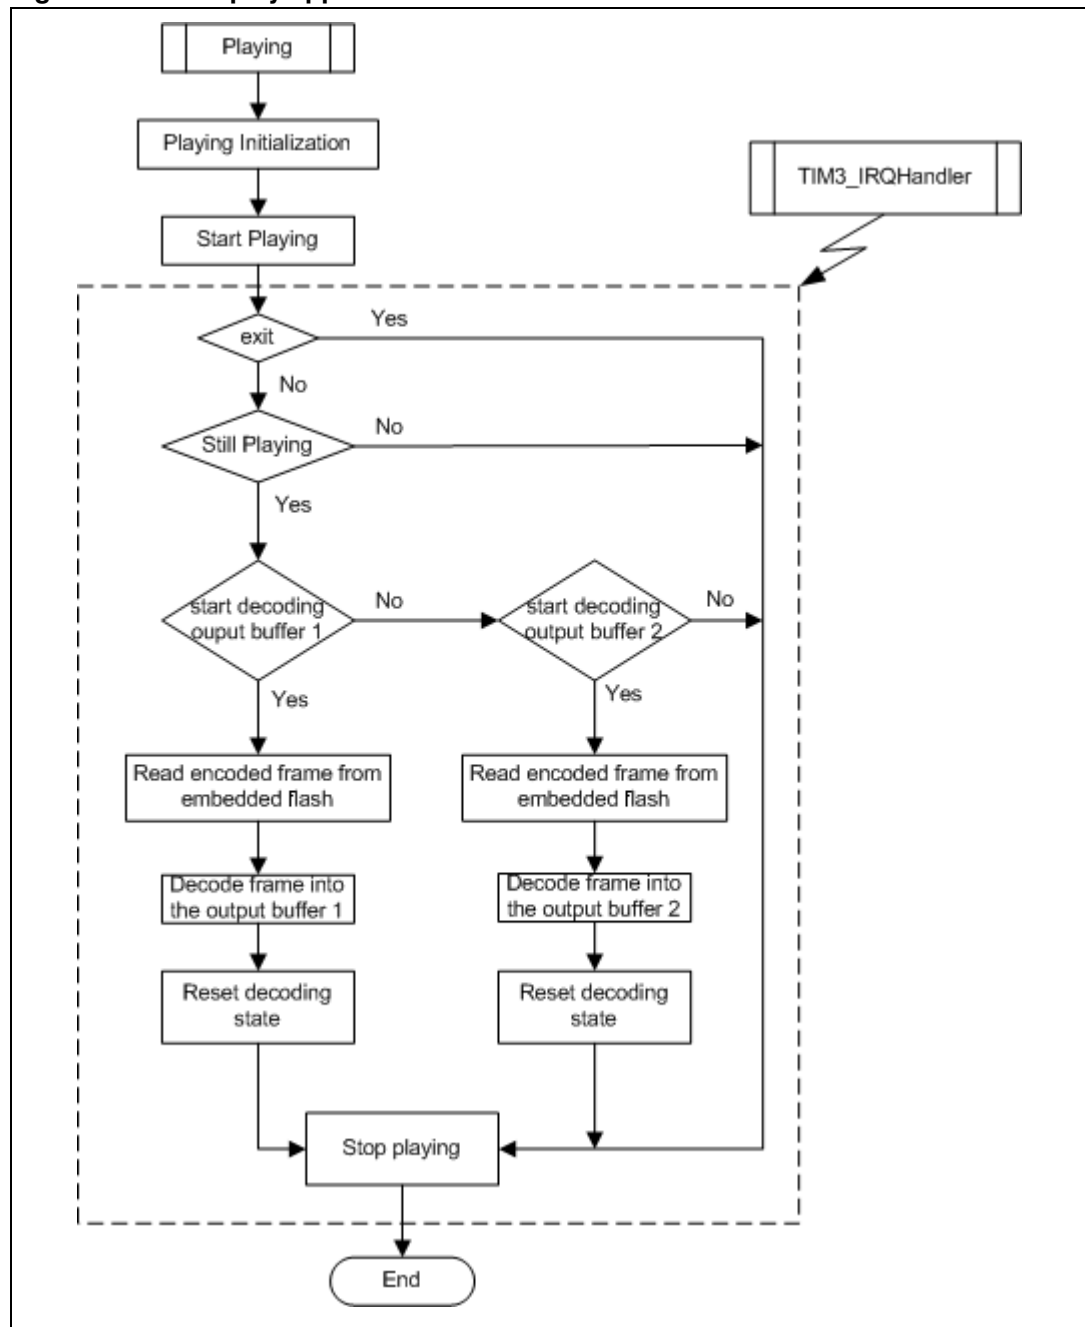 Playing
Playing Initialization
TIM3_IRQHandler
Start Playing
Yes
exit
No
Still Playing
No
Yes
start decoding
ouput buffer 1
No
start decoding
output buffer 2
No
Yes
Yes
Read encoded frame from
embedded flash
Read encoded frame from
embedded flash
Decode frame into
the output buffer 1
Decode frame into
the output buffer 2
Reset decoding
state
Reset decoding
state
Stop playing
End